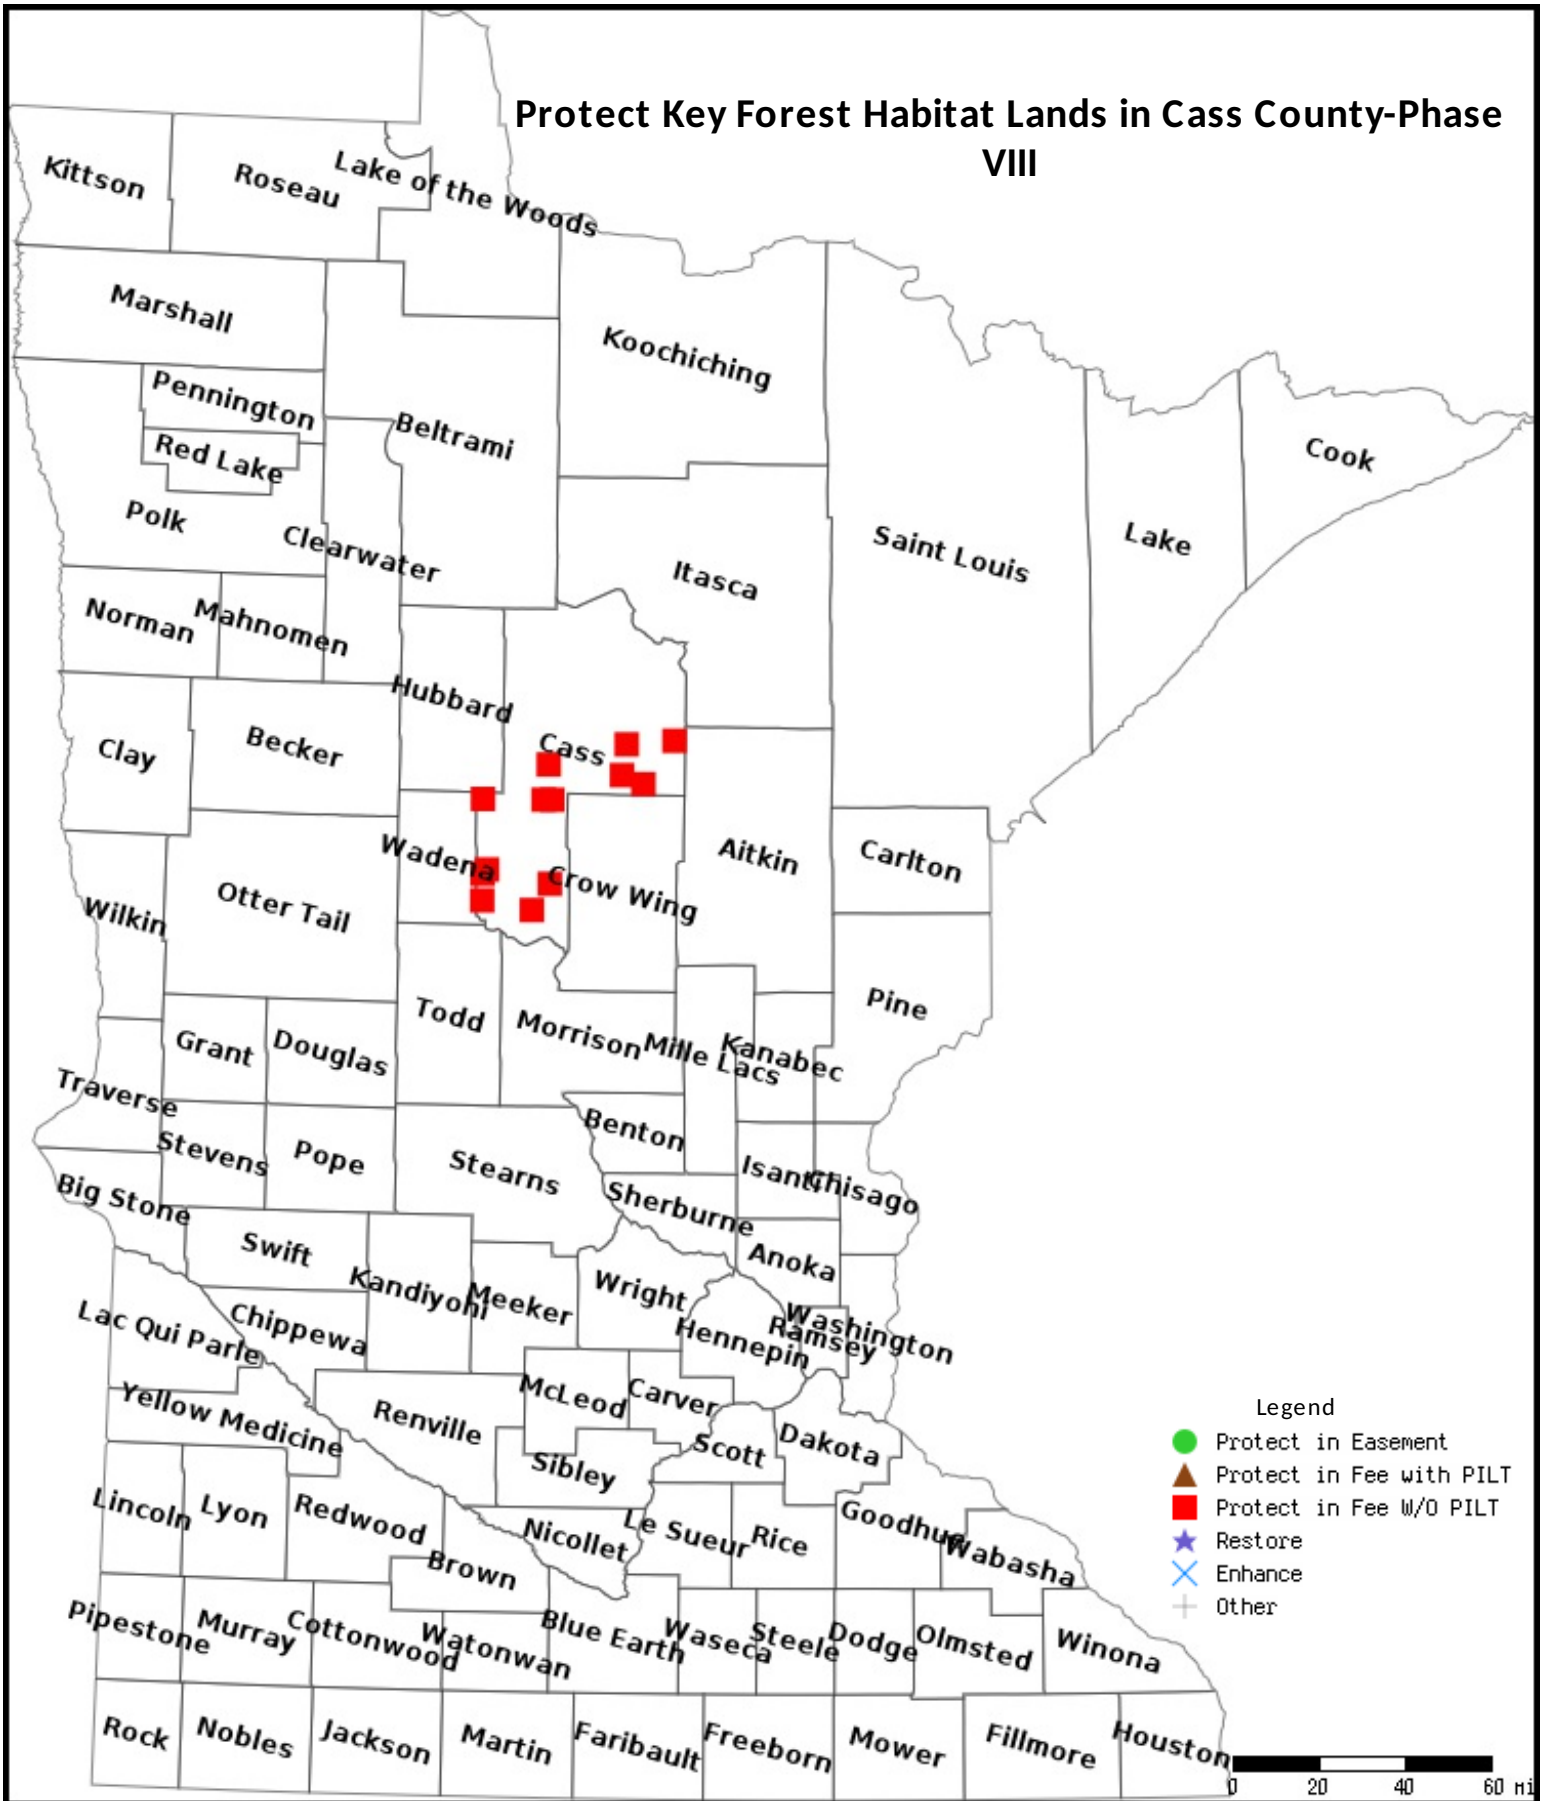 Protect Key Forest Habitat Lands in Cass County-Phase
VIII
Kittson
Roseau
Lake of the Woods
Marshall
Koochiching
Pennington
Beltrami
Red Lake
Cook
Polk
Clearwater
Saint Louis
Lake
Itasca
Norman
Mahnomen
Hubbard
Clay
Becker
Cass
Wadena
Aitkin
Carlton
Otter Tail
Crow Wing
Wilkin
Pine
Todd
Morrison
Mille Lacs
Kanabec
Grant
Douglas
Traverse
Benton
Stevens
Pope
Stearns
Isanti
Chisago
Big Stone
Sherburne
Swift
Anoka
Kandiyohi
Meeker
Wright
Washington
Ramsey
Hennepin
Lac Qui Parle
Chippewa
McLeod
Carver
Yellow Medicine
Renville
Scott
Dakota
Sibley
Lincoln
Lyon
Redwood
Nicollet
Le Sueur
Rice
Goodhue
Wabasha
Brown
Pipestone
Murray
Cottonwood
Watonwan
Blue Earth
Waseca
Steele
Dodge
Olmsted
Winona
Rock
Nobles
Jackson
Martin
Faribault
Freeborn
Mower
Fillmore
Houston
Legend
Protect in Easement
Protect in Fee with PILT
Protect in Fee W/O PILT
Restore
Enhance
Other
0 20 40 60 mi